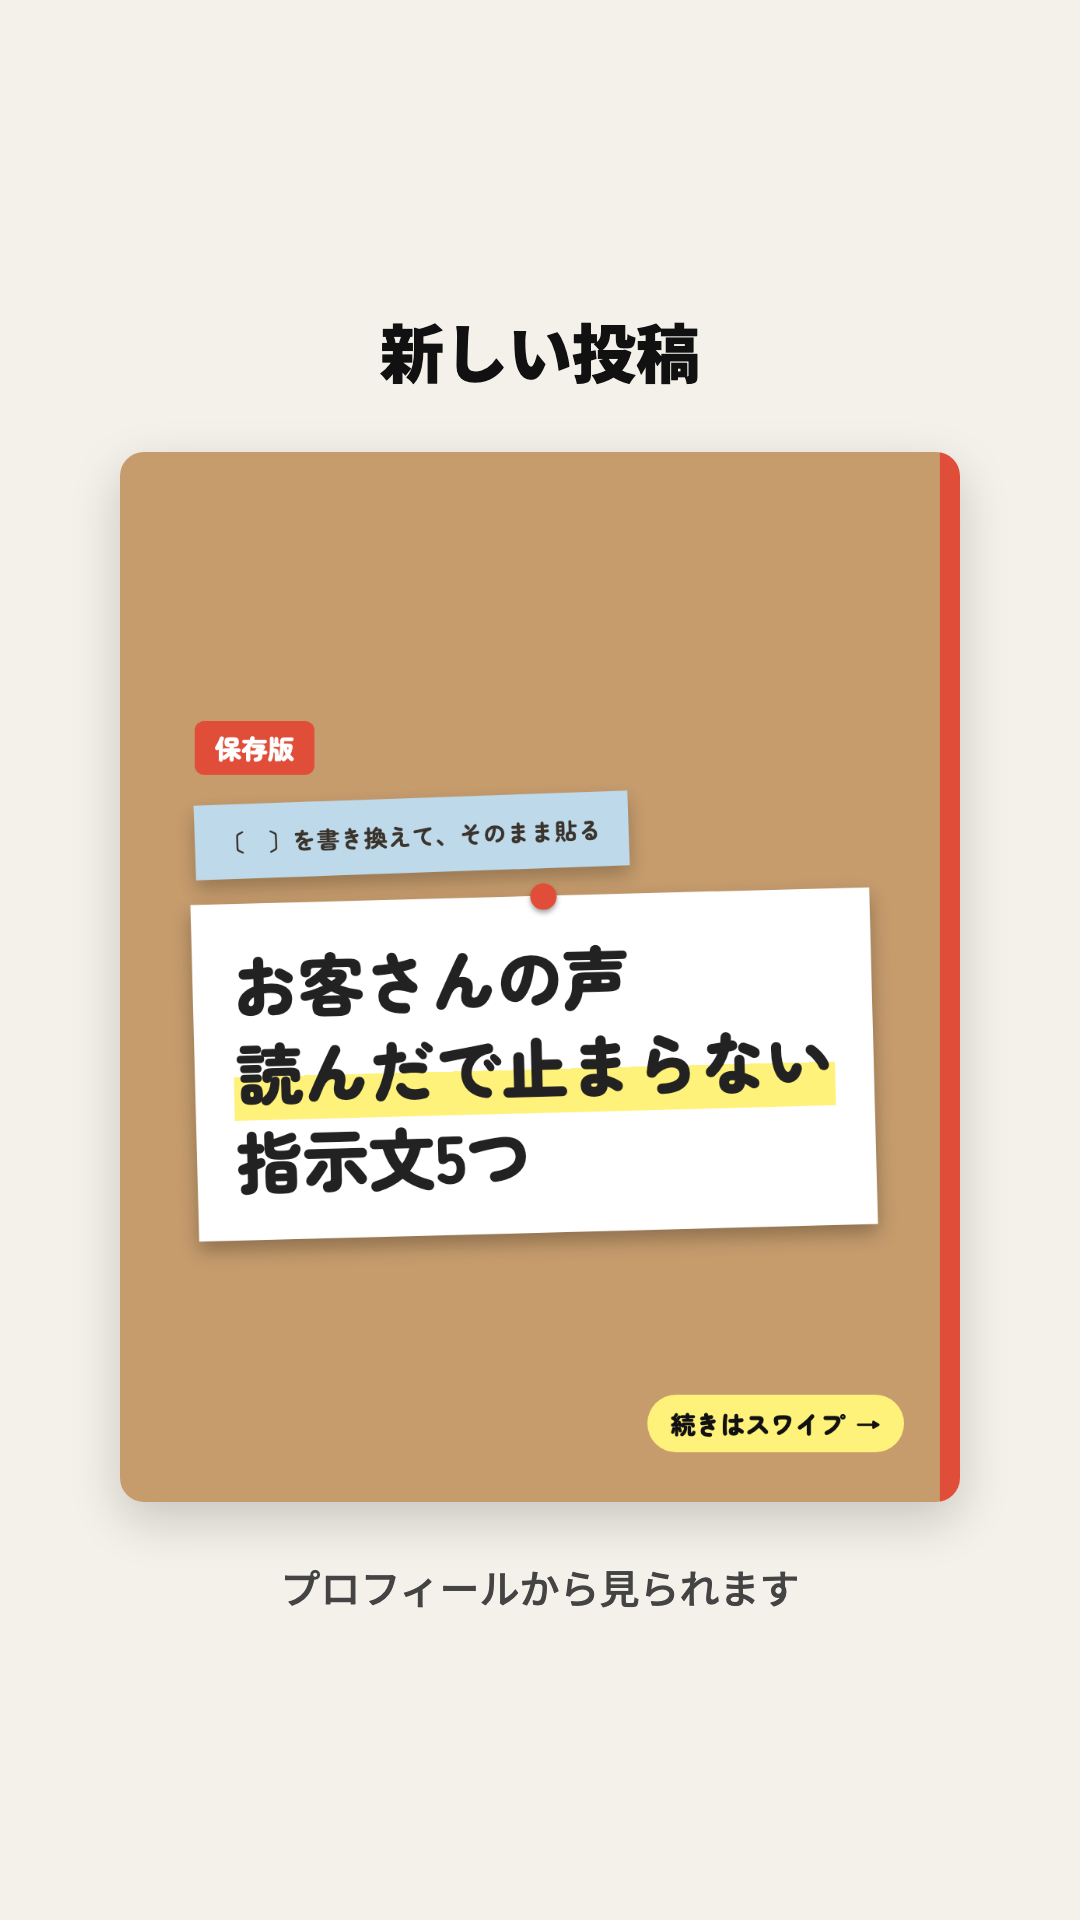 新しい投稿
保存版
〔　〕を書き換えて、そのまま貼る
お客さんの声
読んだで止まらない
指示文5つ
続きはスワイプ →
プロフィールから見られます